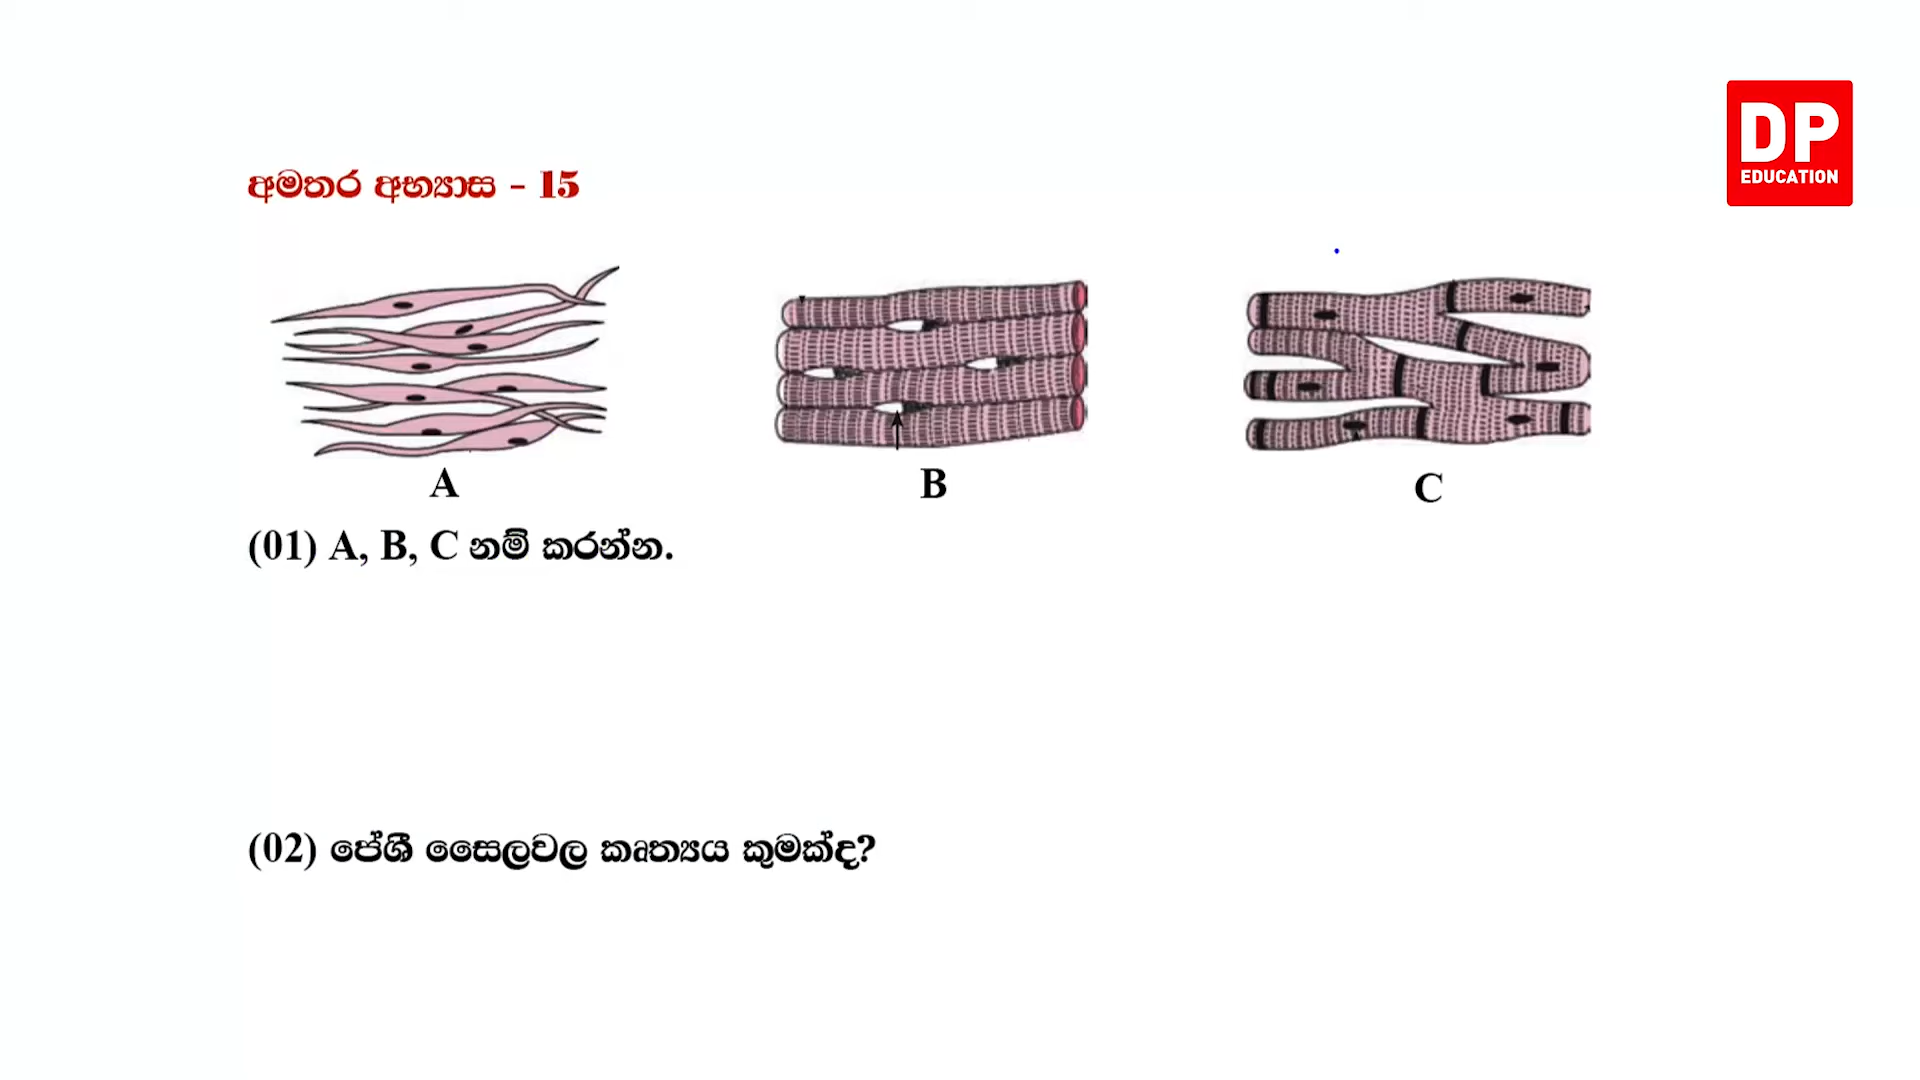 DP
EDUCATION
අමතර අභ්‍යාස - 15
A B C
(01) A, B, C නම් කරන්න.
(02) පේශී සෛලවල කෘත්‍යය කුමක්ද?